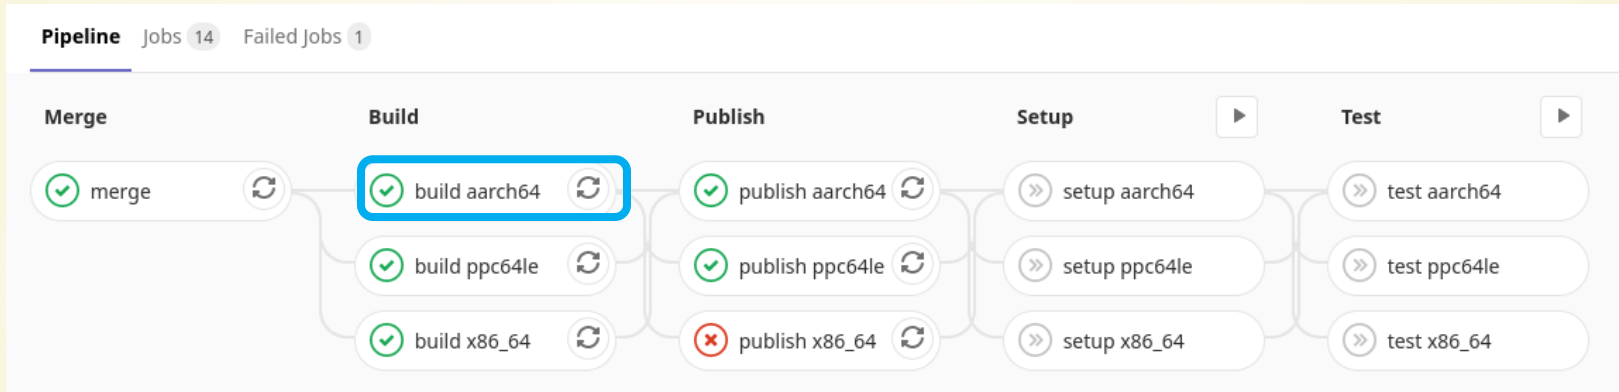 Pipeline Jobs 14 Failed Jobs 1
Merge Build Publish Setup Test
merge build aarch64 publish aarch64 setup aarch64 test aarch64
build ppc64le publish ppc64le setup ppc64le test ppc64le
build x86_64 publish x86_64 setup x86_64 test x86_64